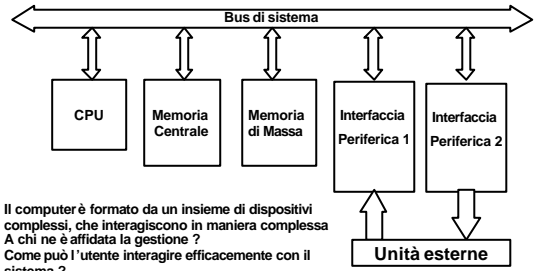 Bus di sistema
CPU
Memoria
Centrale
Memoria
di Massa
Interfaccia
Periferica 1
Interfaccia
Periferica 2
Il computer è formato da un insieme di dispositivi
complessi, che interagiscono in maniera complessa
A chi ne è affidata la gestione ?
Come può l'utente interagire efficacemente con il
sistema ?
Unità esterne